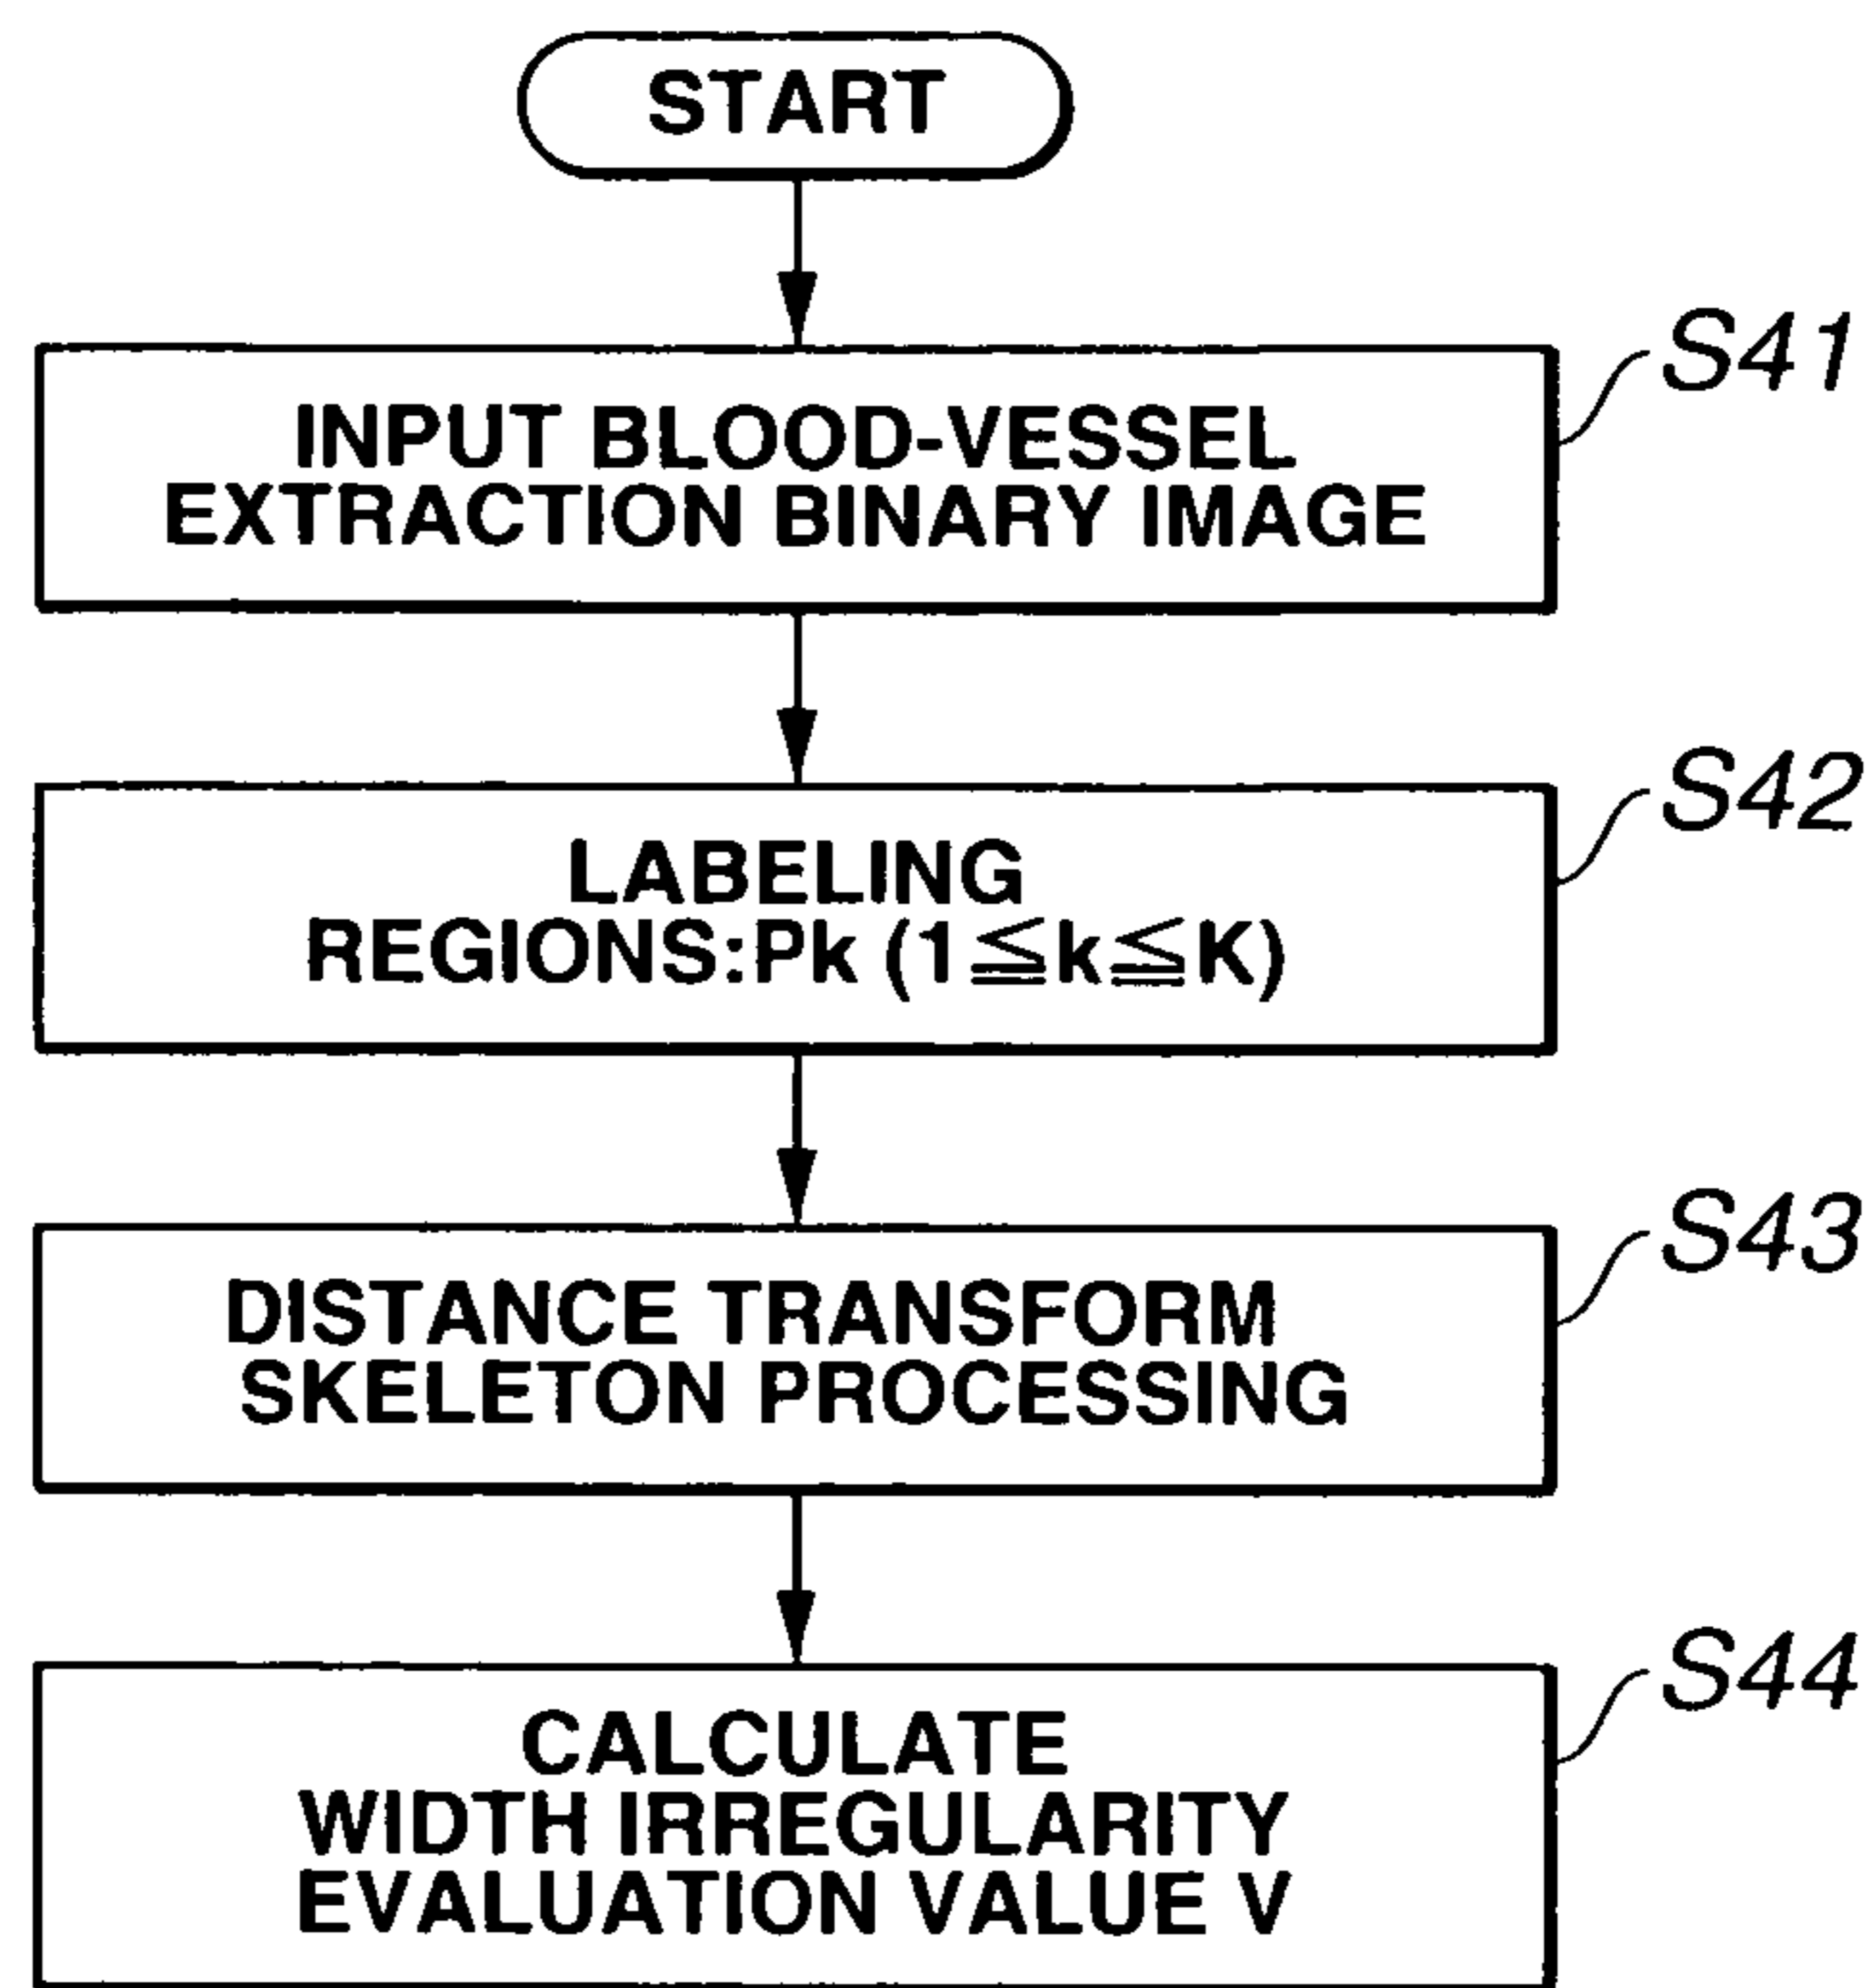 START
S41
INPUT BLOOD-VESSEL
EXTRACTION BINARY IMAGE
S42
LABELING
REGIONS:Pk (1≦k≦K)
S43
DISTANCE TRANSFORM
SKELETON PROCESSING
S44
CALCULATE
WIDTH IRREGULARITY
EVALUATION VALUE V